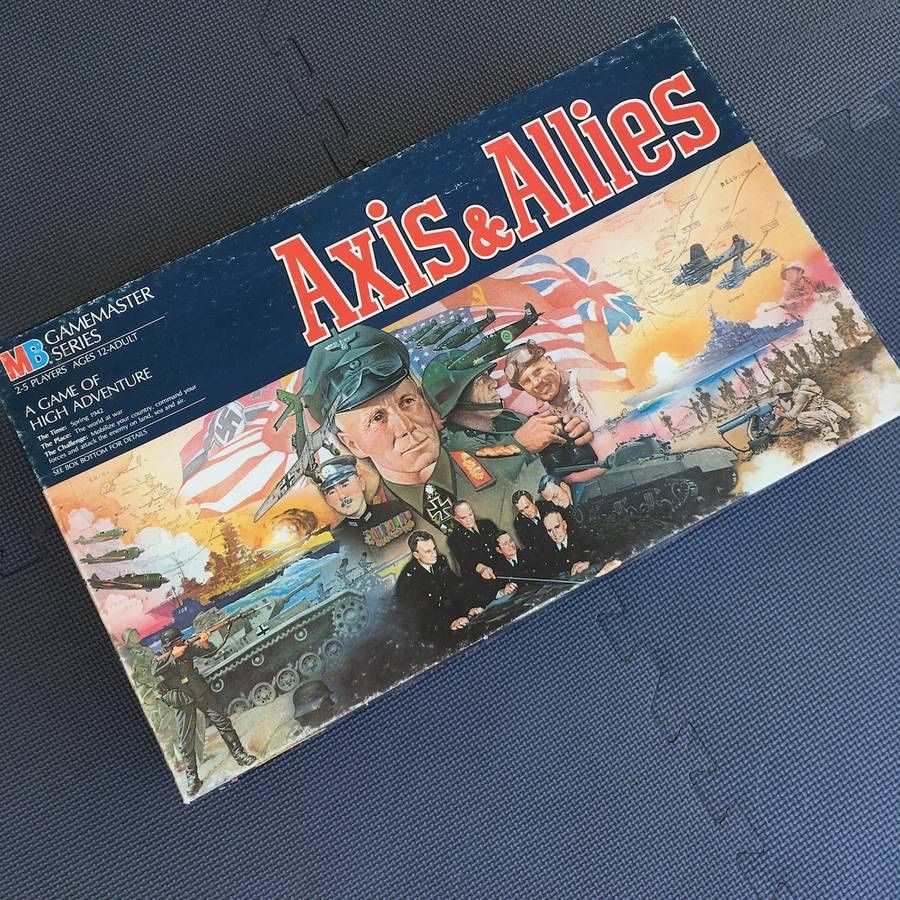 Axis & Allies
MB GAMEMASTER
SERIES
2-5 PLAYERS AGES 12-ADULT
A GAME OF
HIGH ADVENTURE
The Time: Spring 1942
The Place: The world at war
The Challenge: Mobilize your country, command your
forces and attack the enemy on land, sea and air.
SEE BOX BOTTOM FOR DETAILS
BELGIUM
CHINA